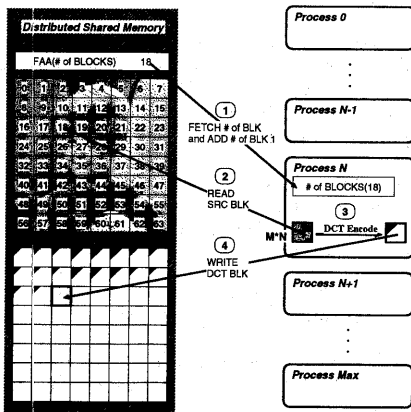 Distributed Shared Memory
FAA(# of BLOCKS) 18
0 1 2 3 4 5 6 7
8 9 10 11 12 13 14 15
16 17 18 19 20 21 22 23
24 25 26 27 28 29 30 31
32 33 34 35 36 37 38 39
40 41 42 43 44 45 46 47
48 49 50 51 52 53 54 55
56 57 58 59 60 61 62 63
1
FETCH # of BLK
and ADD # of BLK 1
2
READ
SRC BLK
4
WRITE
DCT BLK
Process 0
Process N-1
Process N
# of BLOCKS(18)
3
DCT Encode
M*N
Process N+1
Process Max